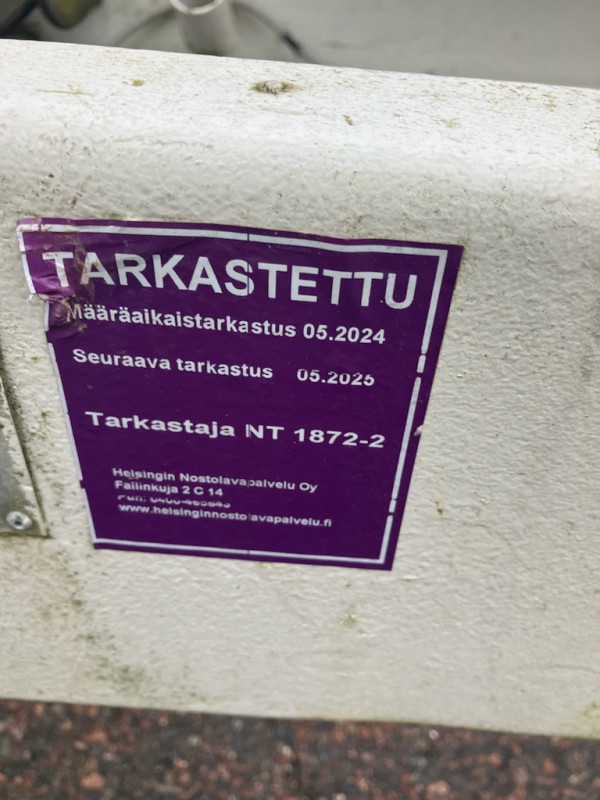 TARKASTETTU
Määräaikaistarkastus 05.2024
Seuraava tarkastus 05.2025
Tarkastaja NT 1872-2
Helsingin Nostolavapalvelu Oy
Fallinkuja 2 C 14
www.helsinginnostolavapalvelu.fi